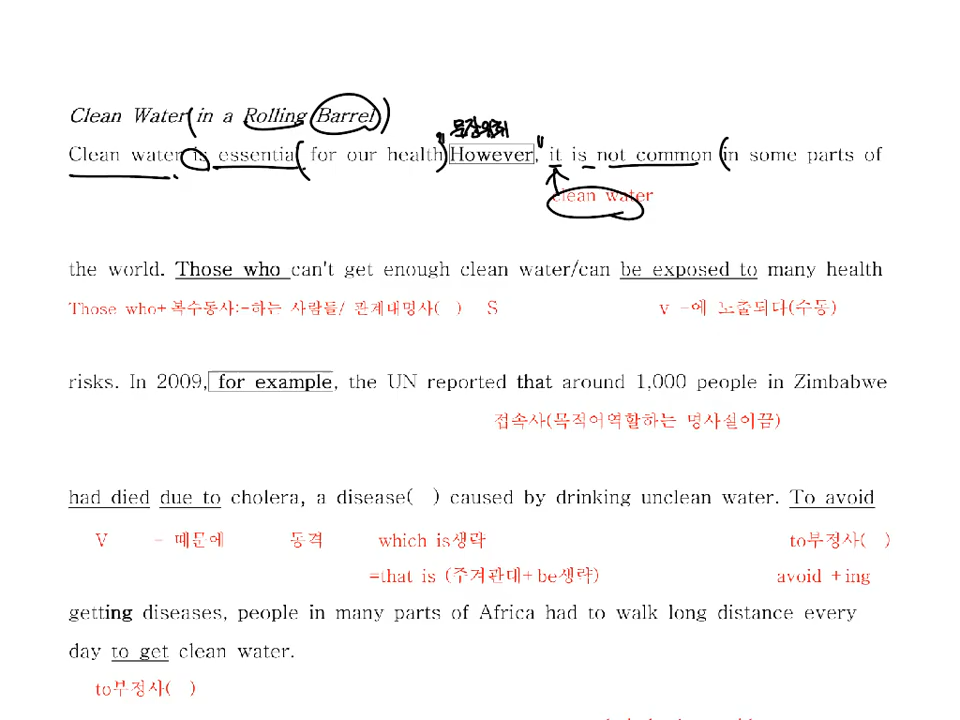 Clean Water in a Rolling Barrel
Clean water is essential for our health However, it is not common in some parts of
clean water
the world. Those who can't get enough clean water/can be exposed to many health
Those who+복수동사:-하는 사람들/ 관계대명사( ) S v -에 노출되다(수동)
risks. In 2009, for example, the UN reported that around 1,000 people in Zimbabwe
접속사(목적어역할하는 명사절이끔)
had died due to cholera, a disease( ) caused by drinking unclean water. To avoid
V - 때문에 동격 which is생략 to부정사( )
=that is (주격관대+be생략) avoid +ing
getting diseases, people in many parts of Africa had to walk long distance every
day to get clean water.
to부정사( )